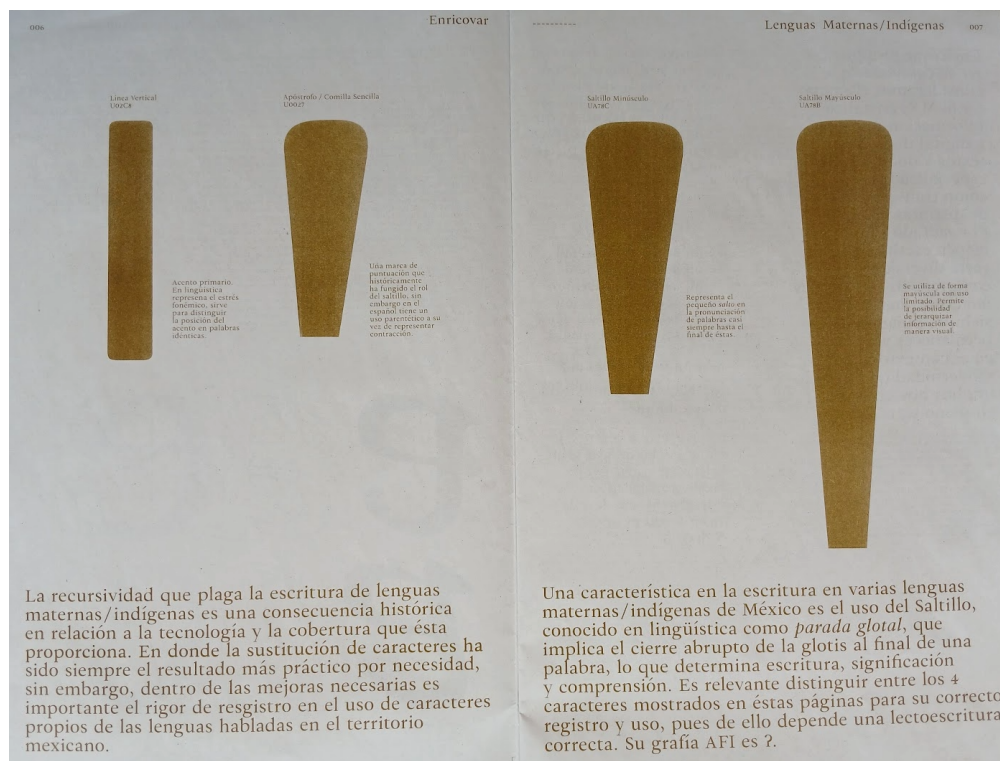 006
Enricovar
Línea Vertical
U02C8
Apóstrofo / Comilla Sencilla
U0027
Acento primario.
En lingüística
represena el estrés
fonémico, sirve
para distinguir
la posición del
acento en palabras
idénticas.
Una marca de
puntuación que
históricamente
ha fungido el rol
del saltillo, sin
embargo en el
español tiene un
uso parentético a su
vez de representar
contracción.
La recursividad que plaga la escritura de lenguas
maternas/indígenas es una consecuencia histórica
en relación a la tecnología y la cobertura que ésta
proporciona. En donde la sustitución de caracteres ha
sido siempre el resultado más práctico por necesidad,
sin embargo, dentro de las mejoras necesarias es
importante el rigor de resgistro en el uso de caracteres
propios de las lenguas habladas en el territorio
mexicano.
----------
Lenguas Maternas/Indígenas
007
Saltillo Minúsculo
UA78C
Saltillo Mayúsculo
UA78B
Representa el
pequeño salto en
la pronunciación
de palabras casi
siempre hasta el
final de éstas.
Se utiliza de forma
mayúscula con uso
limitado. Permite
la posibilidad
de jerarquizar
información de
manera visual.
Una característica en la escritura en varias lenguas
maternas/indígenas de México es el uso del Saltillo,
conocido en lingüística como parada glotal, que
implica el cierre abrupto de la glotis al final de una
palabra, lo que determina escritura, significación
y comprensión. Es relevante distinguir entre los 4
caracteres mostrados en éstas páginas para su correcto
registro y uso, pues de ello depende una lectoescritura
correcta. Su grafía AFI es ?.